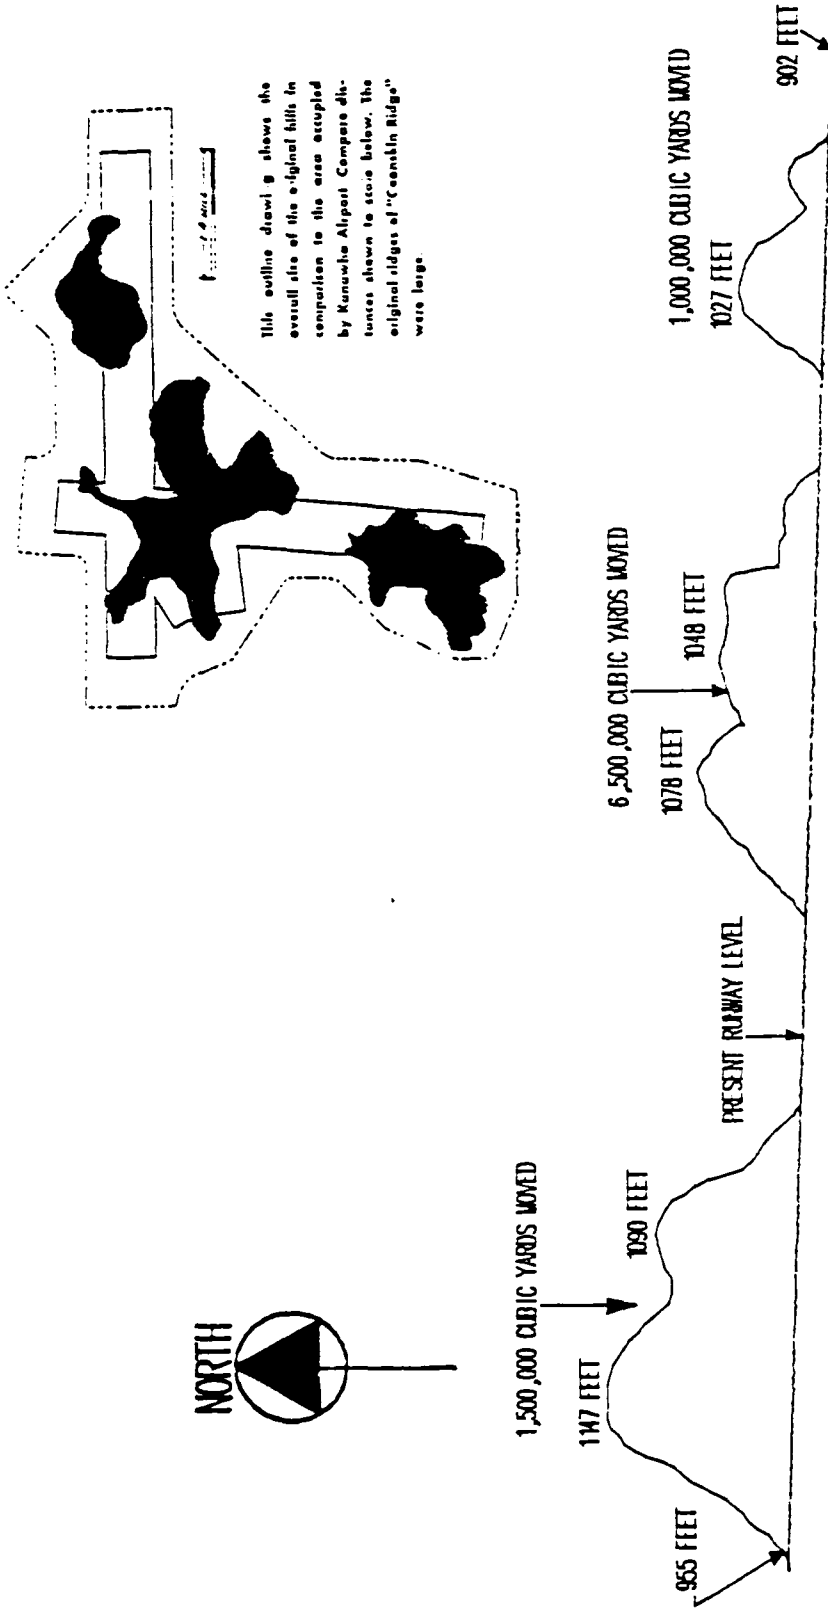 This outline drawing shows the
overall size of the original hills in
comparison to the area occupied
by Kanawha Airport Compare dis-
tances shown to scale below. The
original ridges of "Coonskin Ridge"
were large.
NORTH
1,500,000 CUBIC YARDS MOVED
6,500,000 CUBIC YARDS MOVED
1,000,000 CUBIC YARDS MOVED
955 FEET
1147 FEET
1090 FEET
PRESENT RUNWAY LEVEL
1078 FEET
1048 FEET
1027 FEET
902 FEET